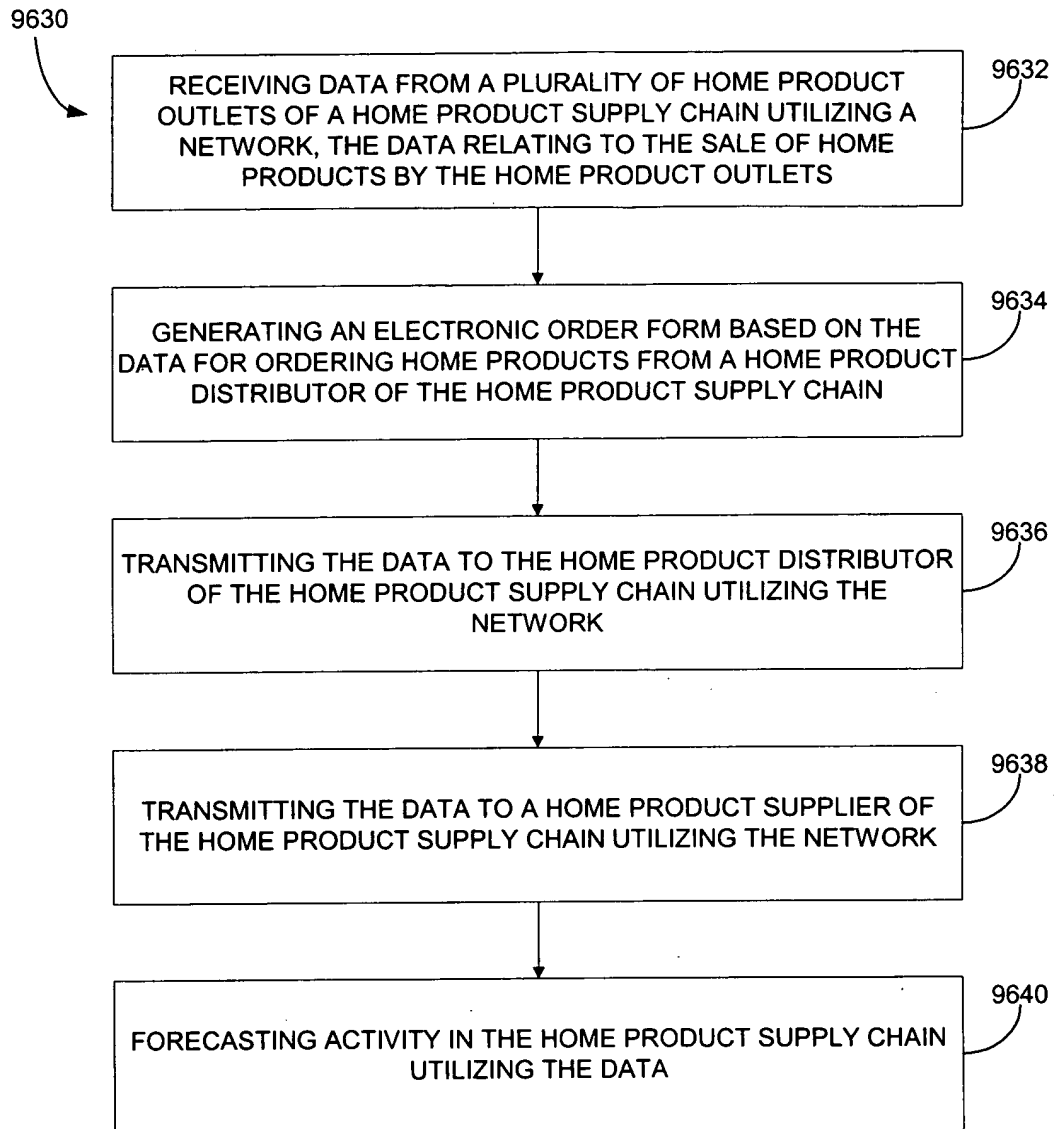 9630
RECEIVING DATA FROM A PLURALITY OF HOME PRODUCT
OUTLETS OF A HOME PRODUCT SUPPLY CHAIN UTILIZING A
NETWORK, THE DATA RELATING TO THE SALE OF HOME
PRODUCTS BY THE HOME PRODUCT OUTLETS
9632
GENERATING AN ELECTRONIC ORDER FORM BASED ON THE
DATA FOR ORDERING HOME PRODUCTS FROM A HOME PRODUCT
DISTRIBUTOR OF THE HOME PRODUCT SUPPLY CHAIN
9634
TRANSMITTING THE DATA TO THE HOME PRODUCT DISTRIBUTOR
OF THE HOME PRODUCT SUPPLY CHAIN UTILIZING THE
NETWORK
9636
TRANSMITTING THE DATA TO A HOME PRODUCT SUPPLIER OF
THE HOME PRODUCT SUPPLY CHAIN UTILIZING THE NETWORK
9638
FORECASTING ACTIVITY IN THE HOME PRODUCT SUPPLY CHAIN
UTILIZING THE DATA
9640